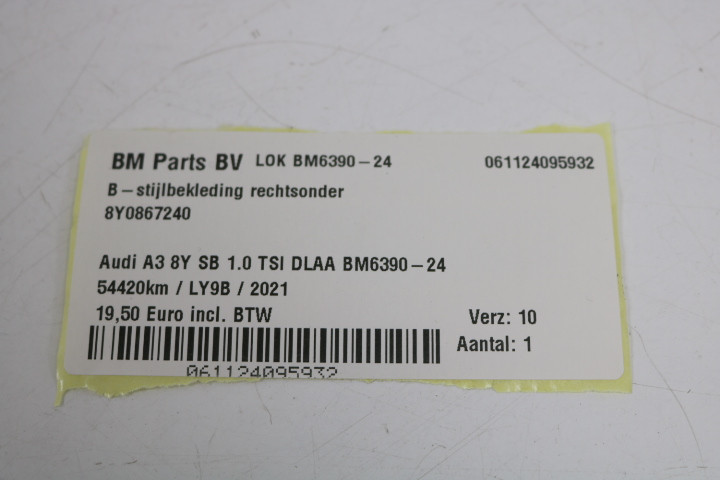 BM Parts BV LOK BM6390-24 061124095932
B-stijlbekleding rechtsonder
8Y0867240
Audi A3 8Y SB 1.0 TSI DLAA BM6390-24
54420km / LY9B / 2021
19,50 Euro incl. BTW Verz: 10
Aantal: 1
061124095932